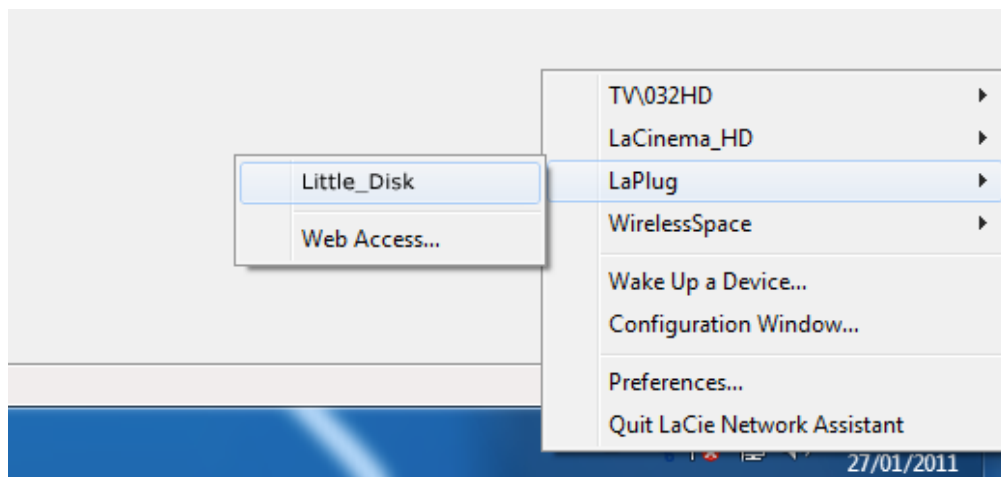 TV\032HD
LaCinema_HD
LaPlug
WirelessSpace
Wake Up a Device...
Configuration Window...
Preferences...
Quit LaCie Network Assistant
Little_Disk
Web Access...
27/01/2011